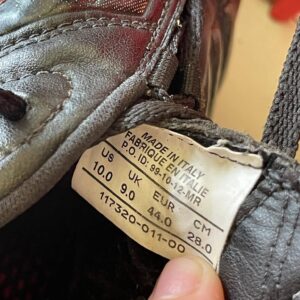 MADE IN ITALY
FABRIQUE EN ITALIE
P.O. ID: 99-10-12-MR
US UK EUR CM
10.0 9.0 44.0 28.0
117320-011-00